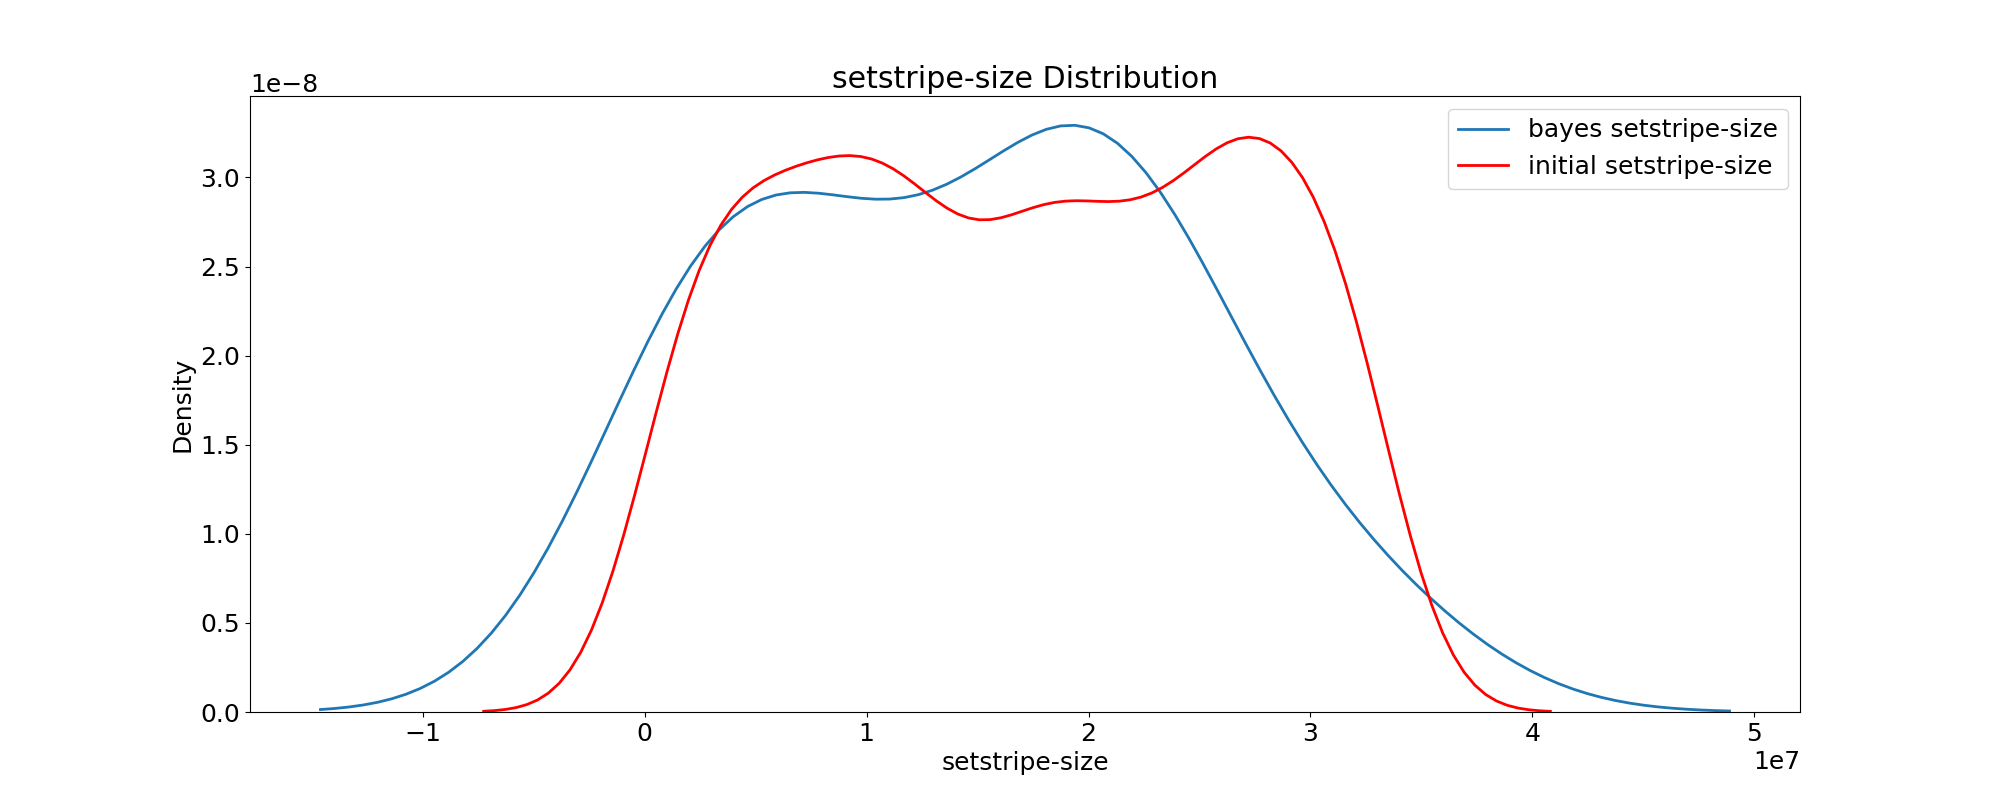 setstripe-size Distribution
1e−8
bayes setstripe-size
initial setstripe-size
3.0
2.5
2.0
1.5
1.0
0.5
0.0
Density
−1 0 1 2 3 4 5
1e7
setstripe-size